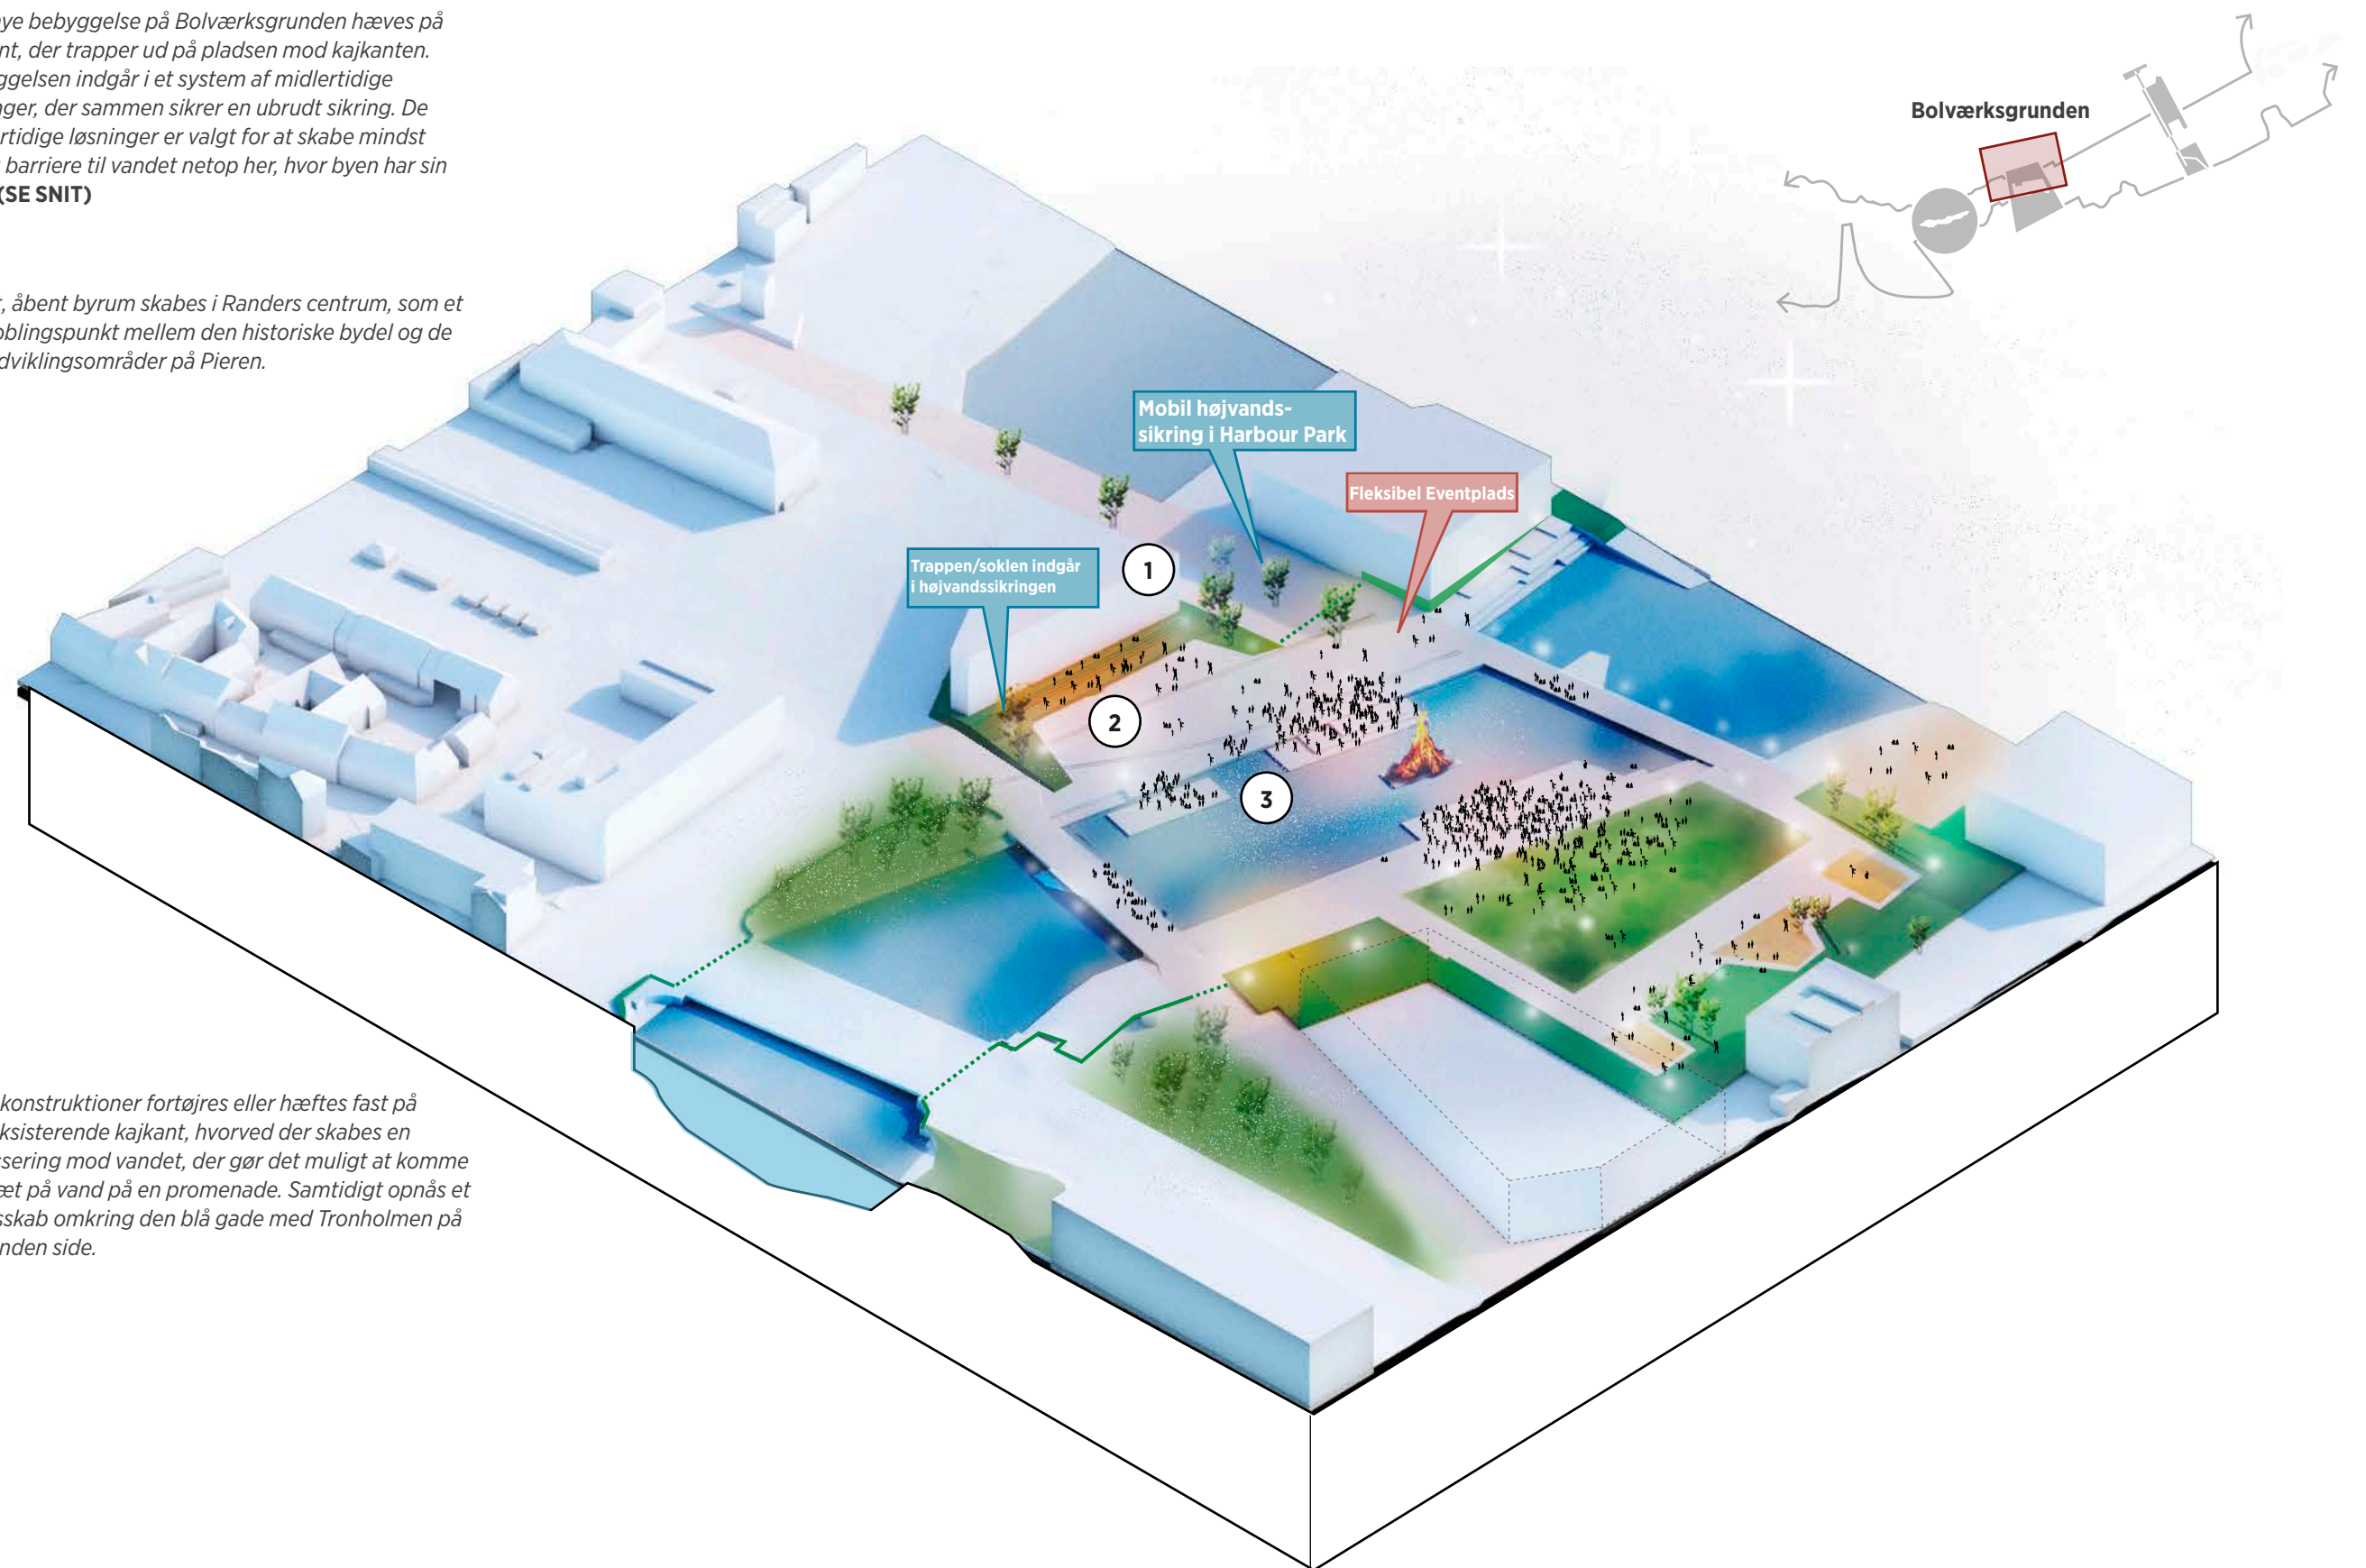 ye bebyggelse på Bolværksgrunden hæves på
nt, der trapper ud på pladsen mod kajkanten.
ggelsen indgår i et system af midlertidige
nger, der sammen sikrer en ubrudt sikring. De
ertidige løsninger er valgt for at skabe mindst
barriere til vandet netop her, hvor byen har sin
(SE SNIT)
, åbent byrum skabes i Randers centrum, som et
oblingspunkt mellem den historiske bydel og de
dviklingsområder på Pieren.
Bolværksgrunden
Mobil højvands-
sikring i Harbour Park
Fleksibel Eventplads
Trappen/soklen indgår
i højvandssikringen
1
2
3
konstruktioner fortøjres eller hæftes fast på
ksisterende kajkant, hvorved der skabes en
ssering mod vandet, der gør det muligt at komme
æt på vand på en promenade. Samtidigt opnås et
sskab omkring den blå gade med Tronholmen på
nden side.